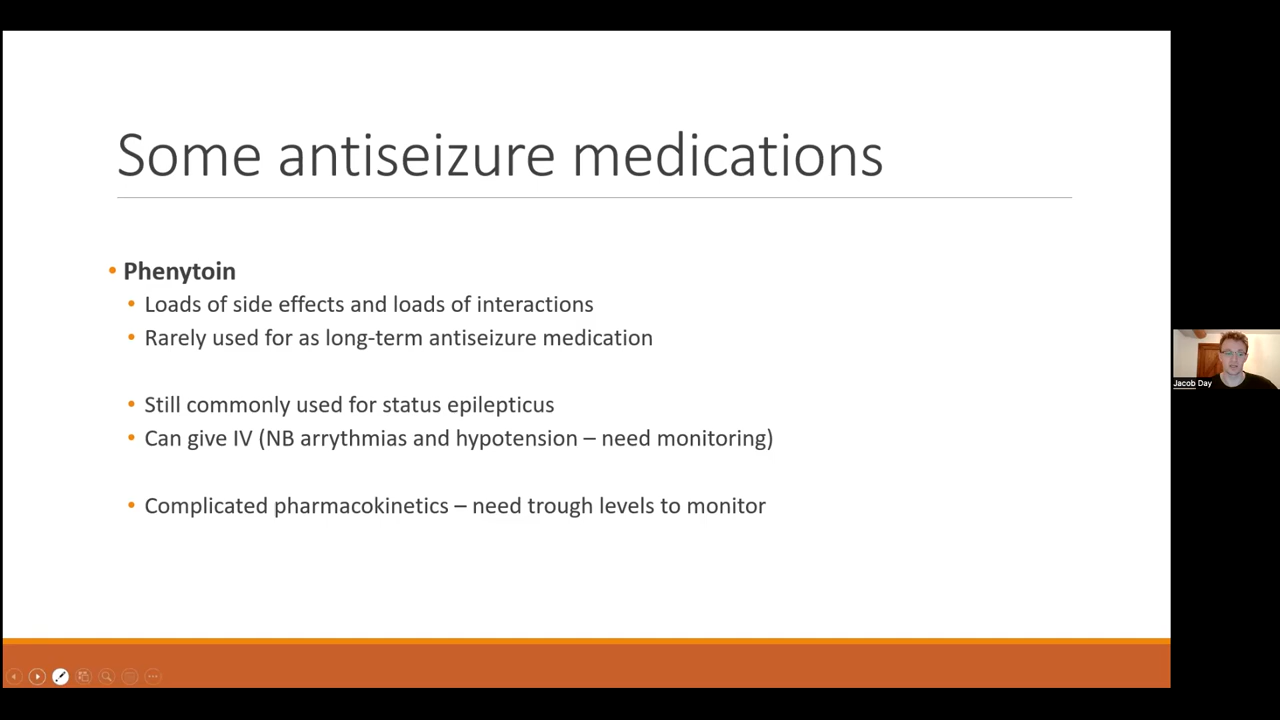 Some antiseizure medications
• Phenytoin
• Loads of side effects and loads of interactions
• Rarely used for as long-term antiseizure medication
• Still commonly used for status epilepticus
• Can give IV (NB arrythmias and hypotension – need monitoring)
• Complicated pharmacokinetics – need trough levels to monitor
Jacob Day